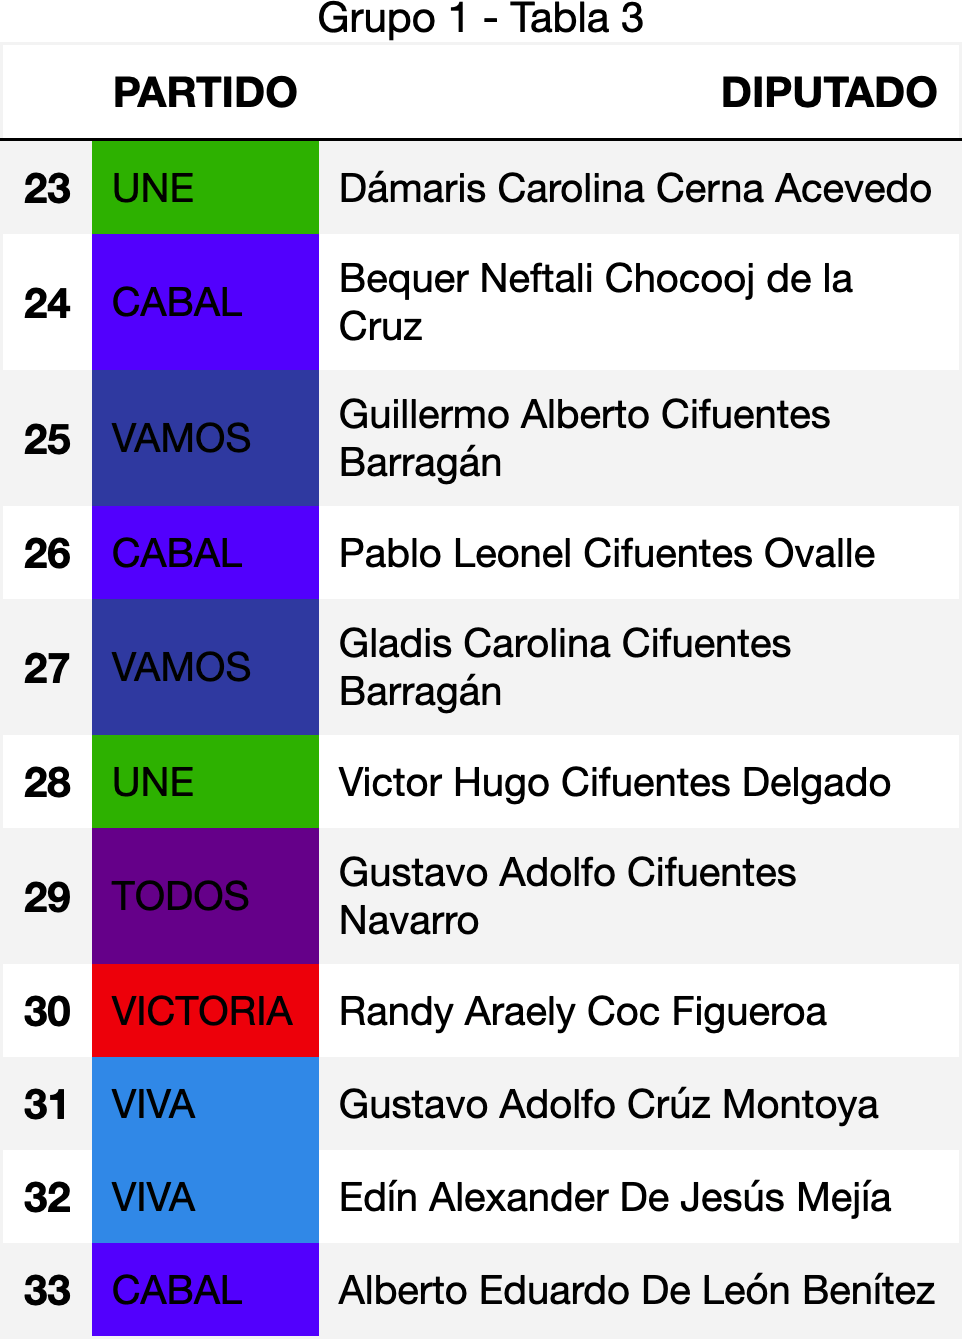 Grupo 1 - Tabla 3
PARTIDO DIPUTADO
23 UNE Dámaris Carolina Cerna Acevedo
24 CABAL Bequer Neftali Chocooj de la
Cruz
25 VAMOS Guillermo Alberto Cifuentes
Barragán
26 CABAL Pablo Leonel Cifuentes Ovalle
27 VAMOS Gladis Carolina Cifuentes
Barragán
28 UNE Victor Hugo Cifuentes Delgado
29 TODOS Gustavo Adolfo Cifuentes
Navarro
30 VICTORIA Randy Araely Coc Figueroa
31 VIVA Gustavo Adolfo Crúz Montoya
32 VIVA Edín Alexander De Jesús Mejía
33 CABAL Alberto Eduardo De León Benítez